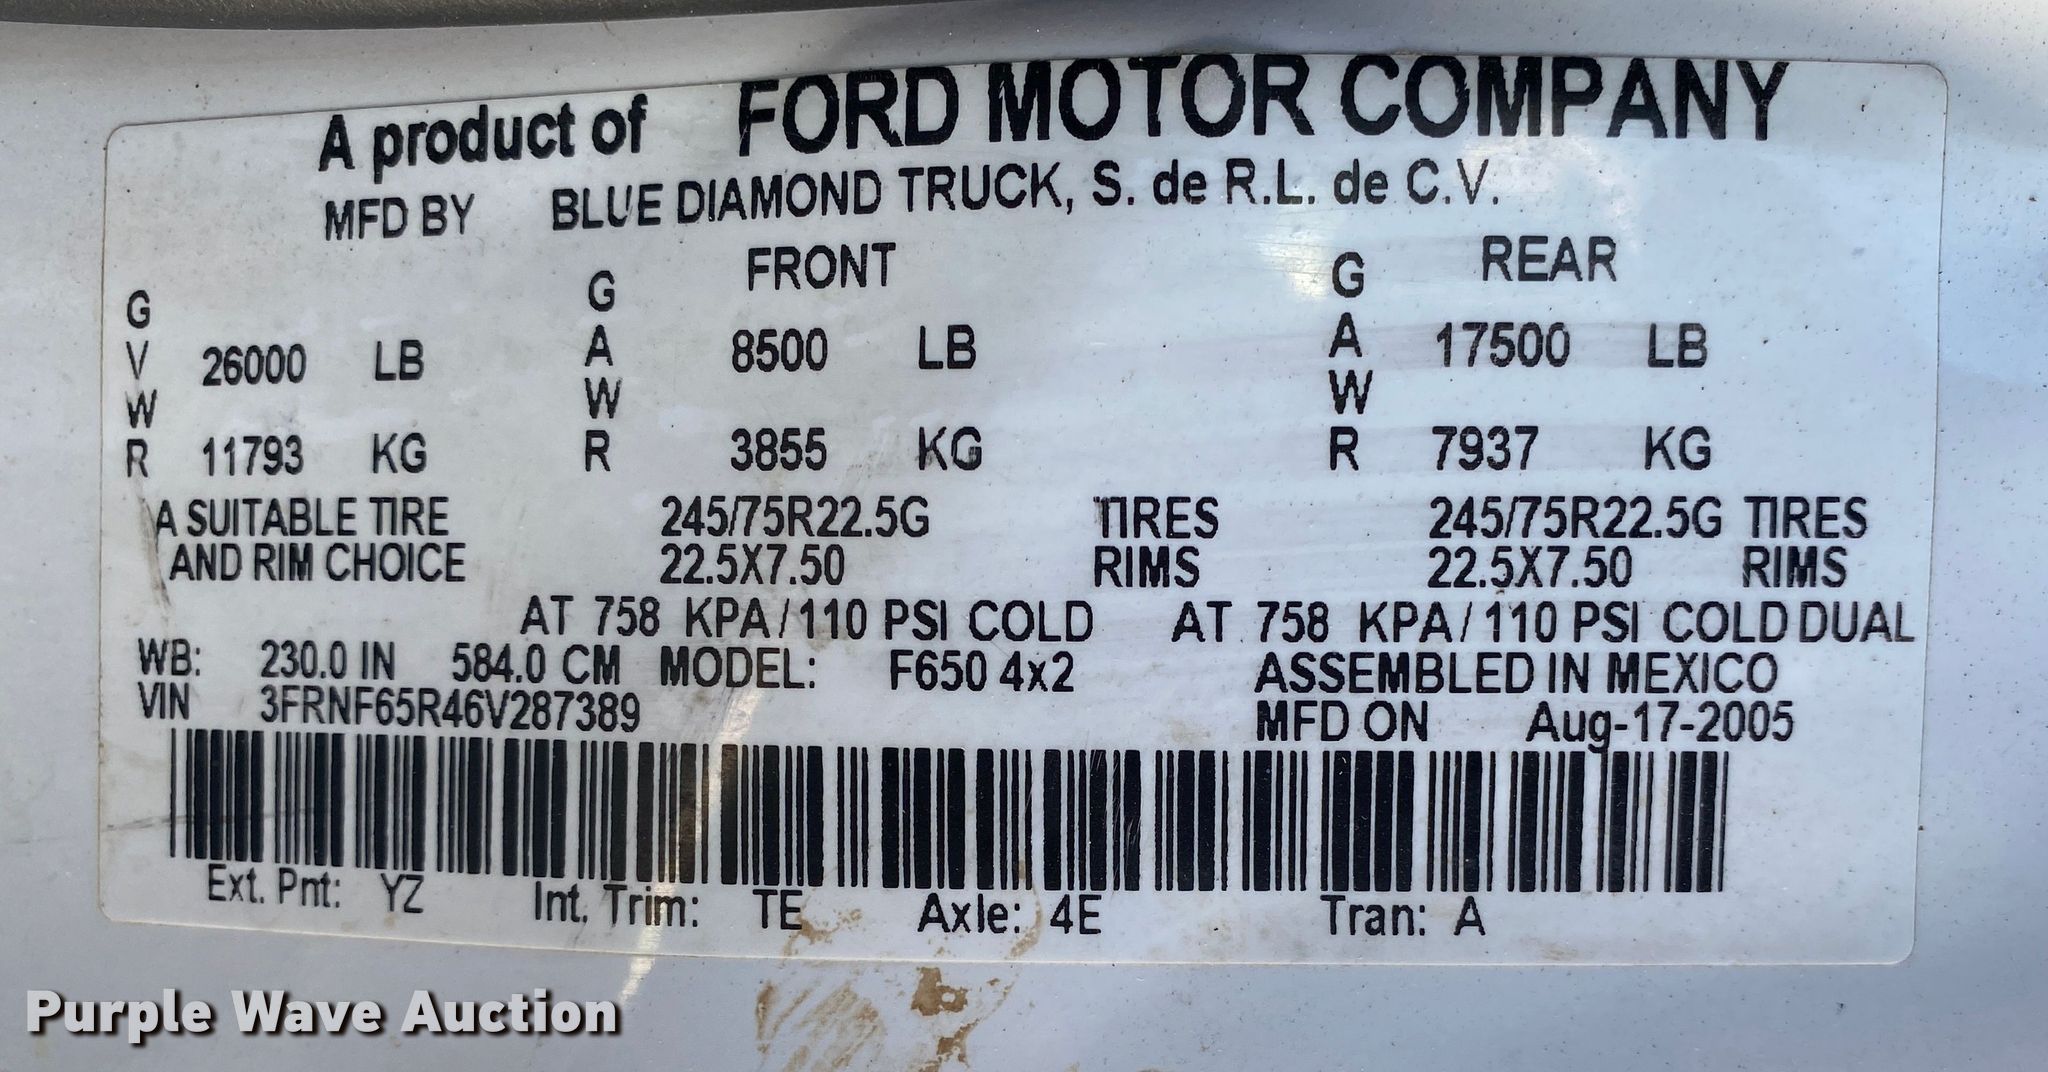 A product of FORD MOTOR COMPANY
MFD BY BLUE DIAMOND TRUCK, S. de R.L. de C.V.
FRONT REAR
GVWR 26000 LB GAWR 8500 LB GAWR 17500 LB
11793 KG 3855 KG 7937 KG
A SUITABLE TIRE 245/75R22.5G TIRES 245/75R22.5G TIRES
AND RIM CHOICE 22.5X7.50 RIMS 22.5X7.50 RIMS
AT 758 KPA/110 PSI COLD AT 758 KPA/110 PSI COLD DUAL
WB: 230.0 IN 584.0 CM MODEL: F650 4x2 ASSEMBLED IN MEXICO
VIN 3FRNF65R46V287389 MFD ON Aug-17-2005
Ext. Pnt: YZ Int. Trim: TE Axle: 4E Tran: A
Purple Wave Auction